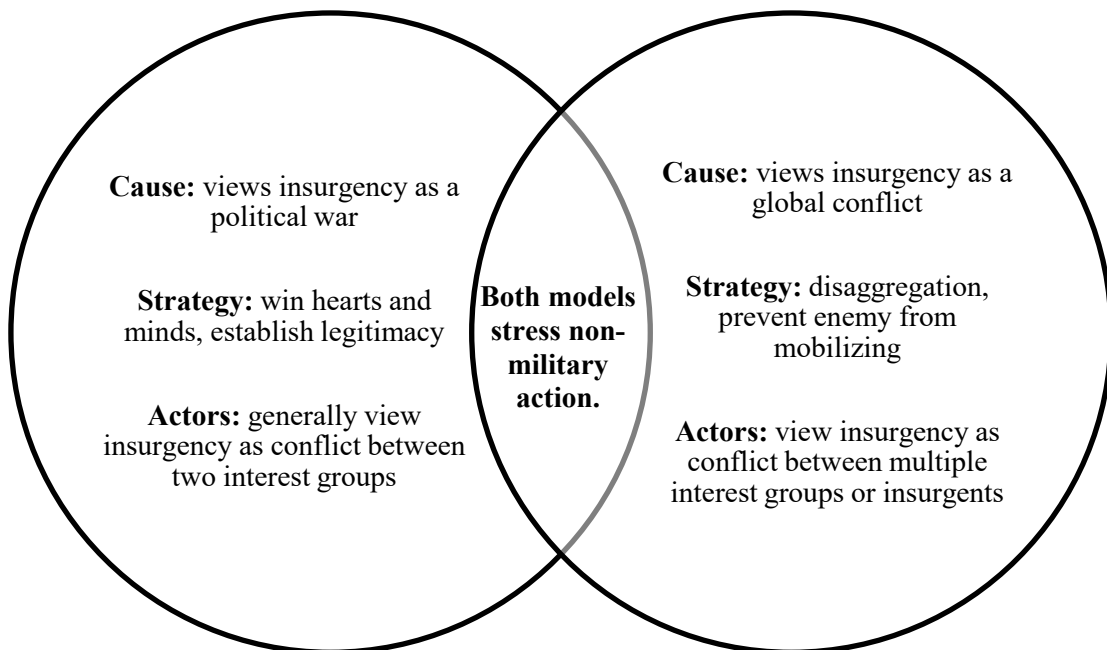 Cause: views insurgency as a
political war
Strategy: win hearts and
minds, establish legitimacy
Actors: generally view
insurgency as conflict between
two interest groups
Both models
stress non-
military
action.
Cause: views insurgency as a
global conflict
Strategy: disaggregation,
prevent enemy from
mobilizing
Actors: view insurgency as
conflict between multiple
interest groups or insurgents